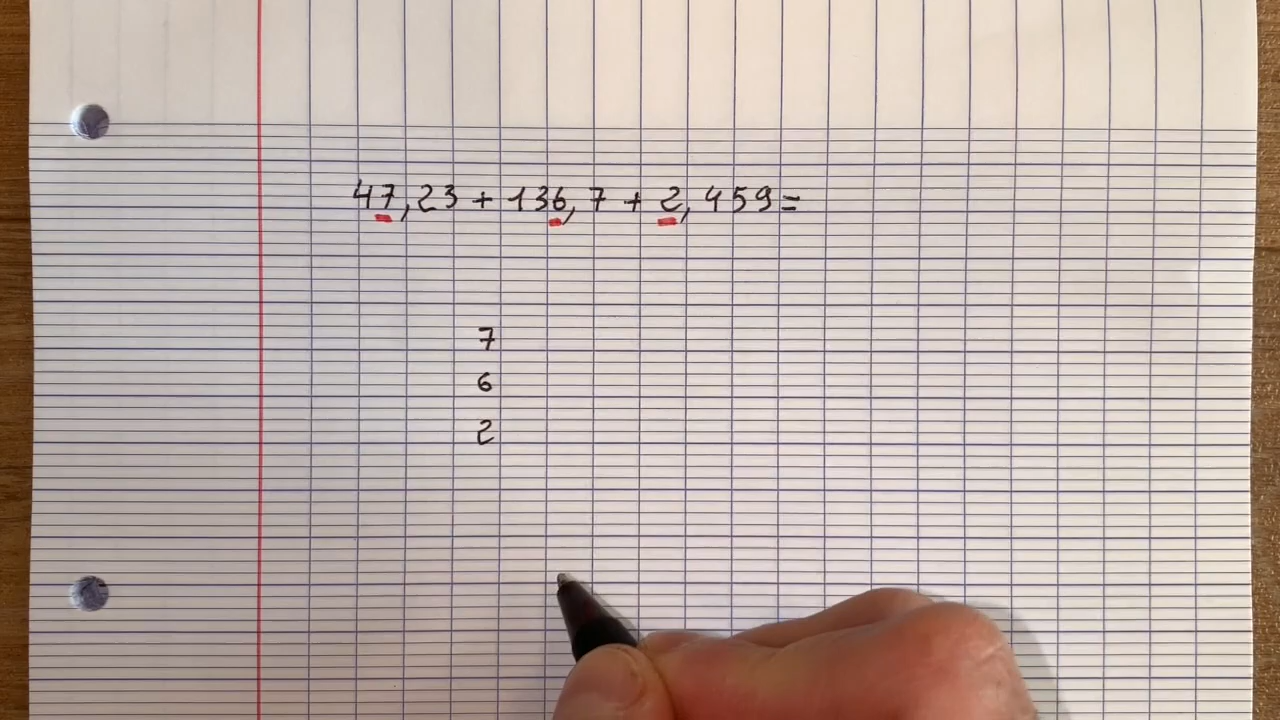 47,23 + 136,7 + 2,459 =
7
6
2